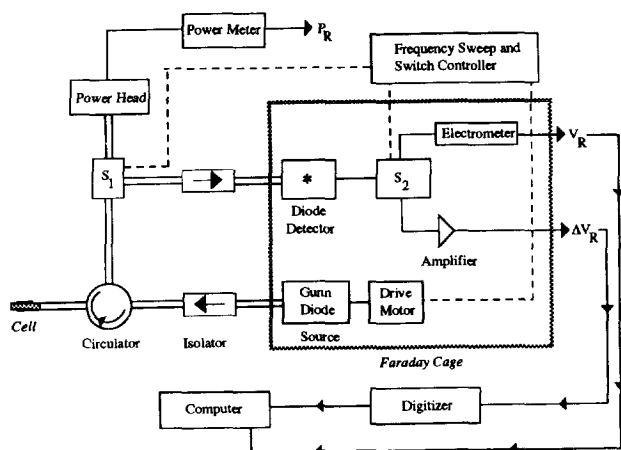 Power Meter
P_R
Frequency Sweep and
Switch Controller
Power Head
Electrometer
V_R
S_1
*
S_2
Diode
Detector
Amplifier
ΔV_R
Gunn
Diode
Drive
Motor
Cell
Circulator
Isolator
Source
Faraday Cage
Computer
Digitizer